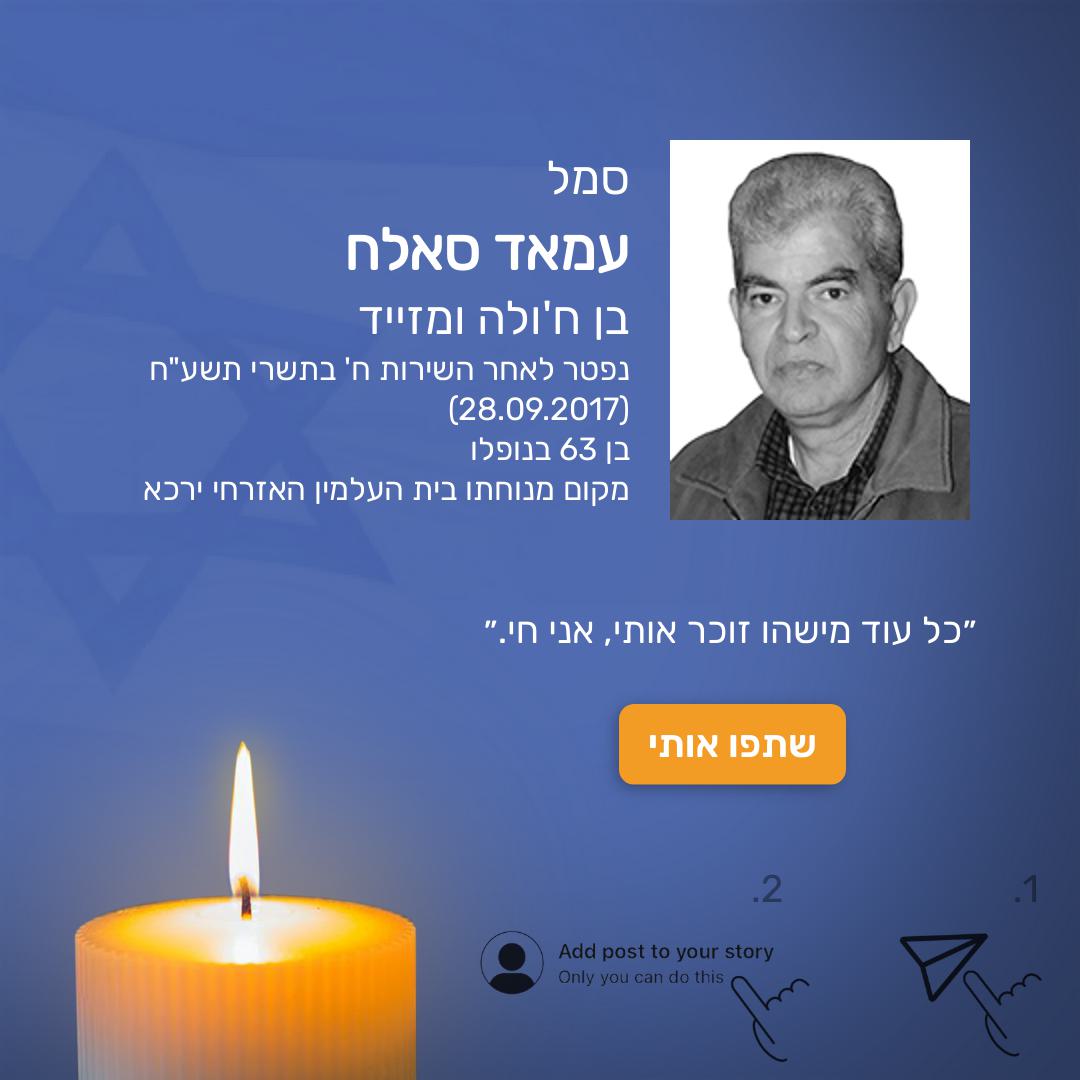 סמל
עמאד סאלח
בן ח'ולה ומזייד
נפטר לאחר השירות ח' בתשרי תשע"ח
(28.09.2017)
בן 63 בנופלו
מקום מנוחתו בית העלמין האזרחי ירכא
״כל עוד מישהו זוכר אותי, אני חי.״
שתפו אותי
.1
.2
Add post to your story
Only you can do this